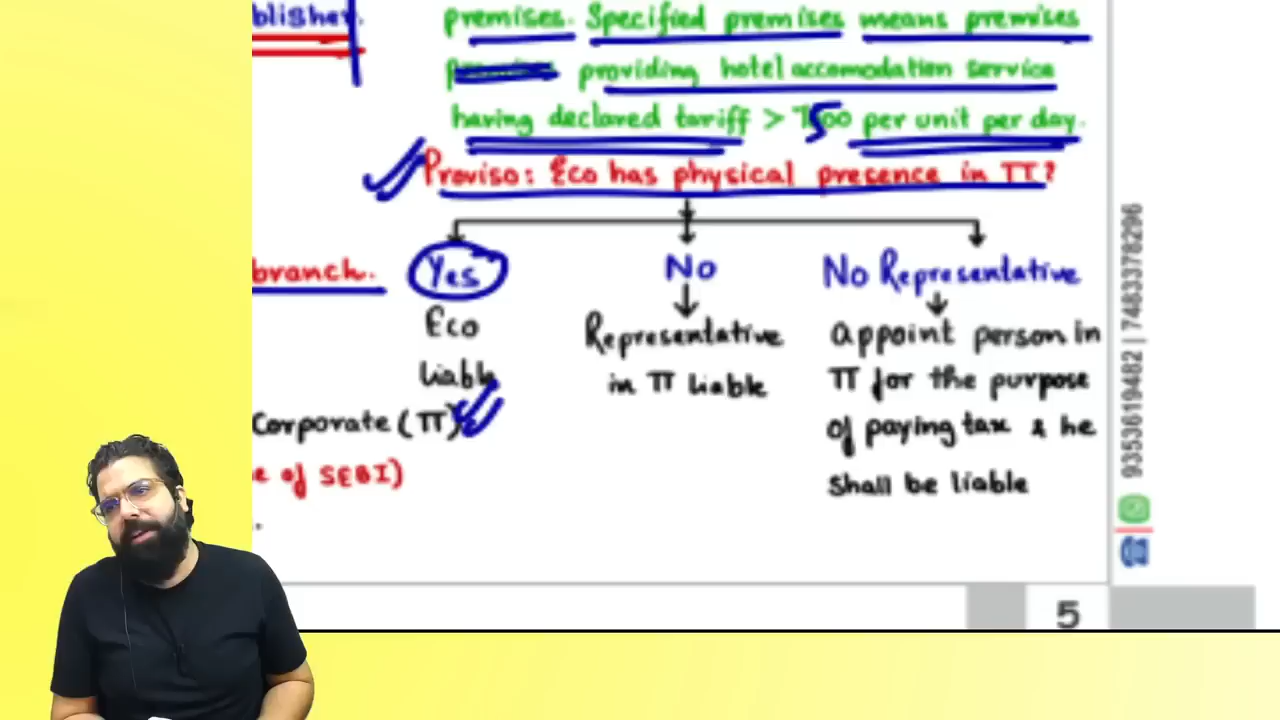 blisher.
premises. Specified premises means premises
providing hotel accomodation service
having declared tariff > 7500 per unit per day.
Proviso: Eco has physical presence in TT?
branch.
Yes
No
No Representative
Eco
liable
Representative
in TT liable
appoint person in
TT for the purpose
of paying tax & he
shall be liable
Corporate (TT)
e of SEBI)
9353619482 | 7483378296
5